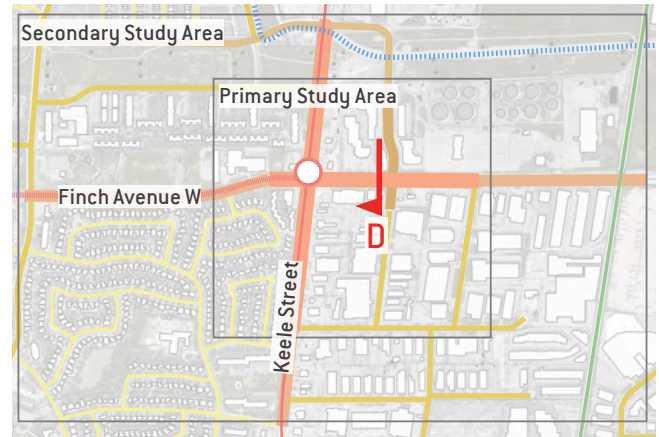 Secondary Study Area
Primary Study Area
Finch Avenue W
D
Keele Street